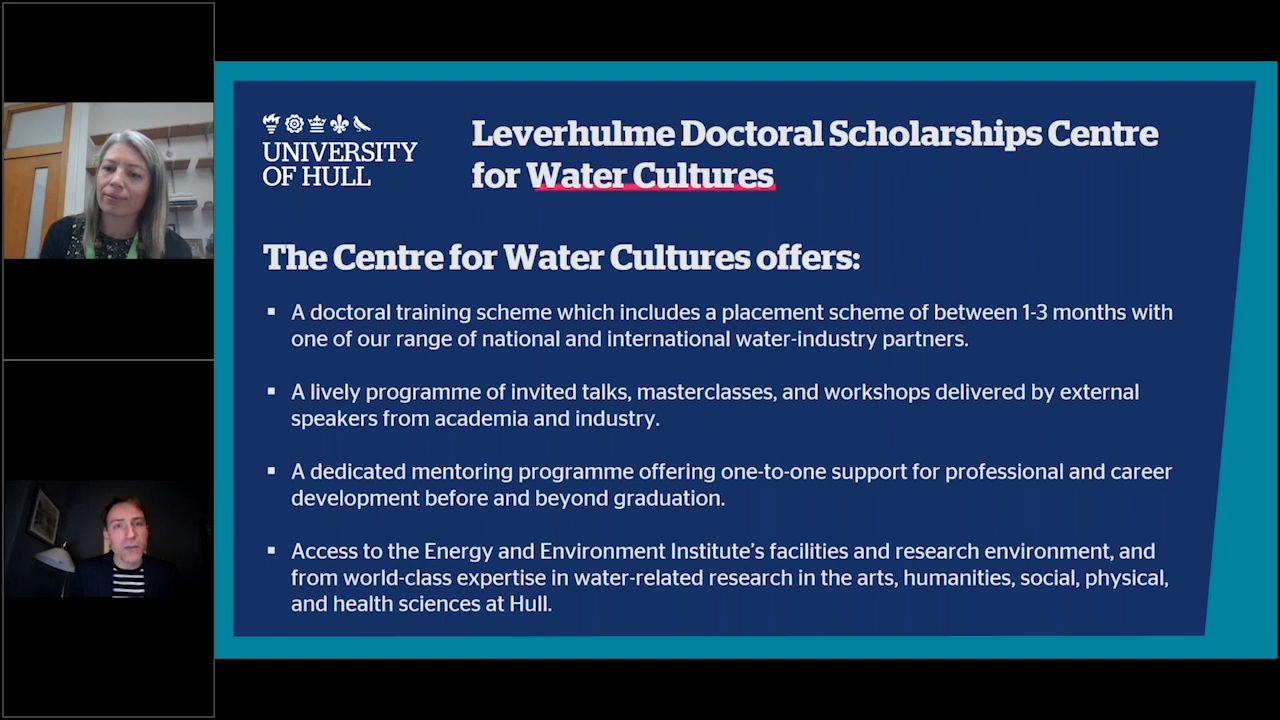 UNIVERSITY
OF HULL
Leverhulme Doctoral Scholarships Centre
for Water Cultures
The Centre for Water Cultures offers:
▪ A doctoral training scheme which includes a placement scheme of between 1-3 months with
one of our range of national and international water-industry partners.
▪ A lively programme of invited talks, masterclasses, and workshops delivered by external
speakers from academia and industry.
▪ A dedicated mentoring programme offering one-to-one support for professional and career
development before and beyond graduation.
▪ Access to the Energy and Environment Institute’s facilities and research environment, and
from world-class expertise in water-related research in the arts, humanities, social, physical,
and health sciences at Hull.